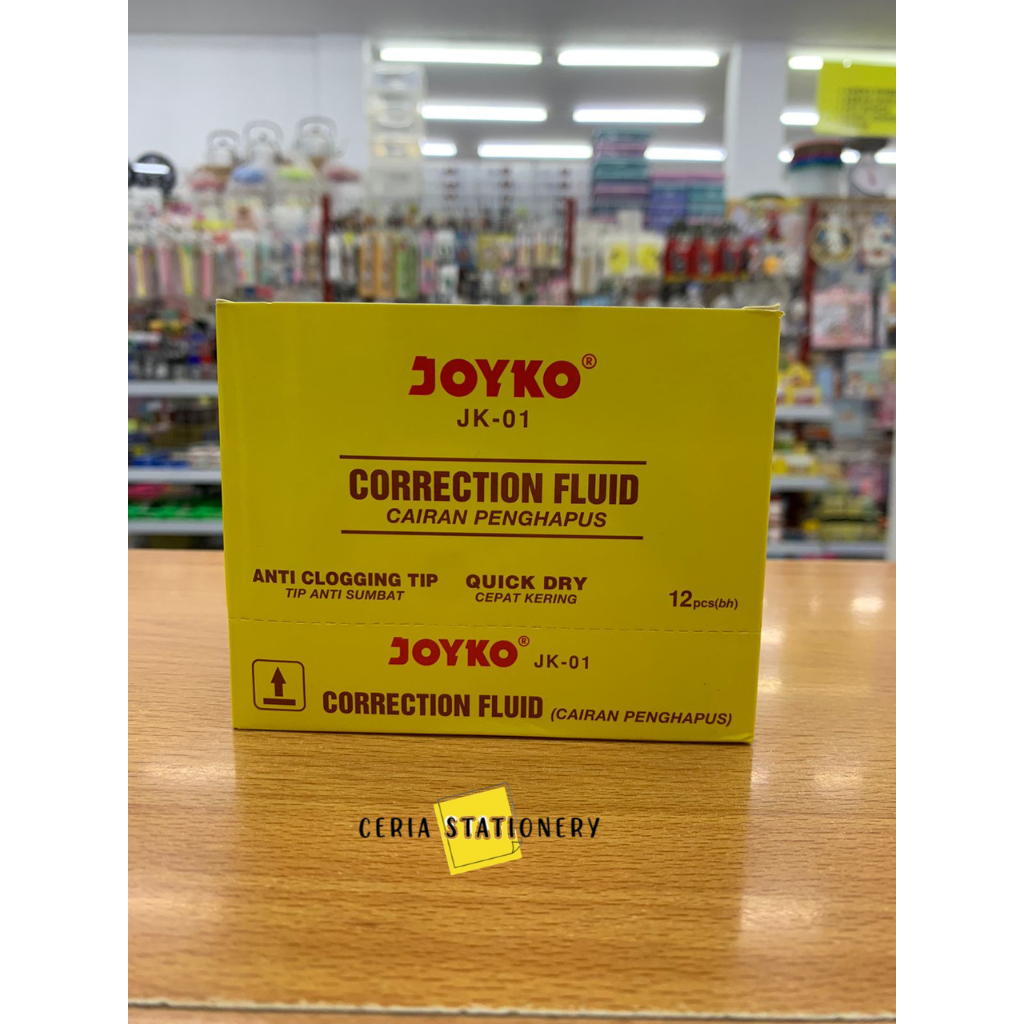 JOYKO®
JK-01
CORRECTION FLUID
CAIRAN PENGHAPUS
ANTI CLOGGING TIP QUICK DRY
TIP ANTI SUMBAT CEPAT KERING
12pcs(bh)
JOYKO® JK-01
CORRECTION FLUID (CAIRAN PENGHAPUS)
CERIA STATIONERY